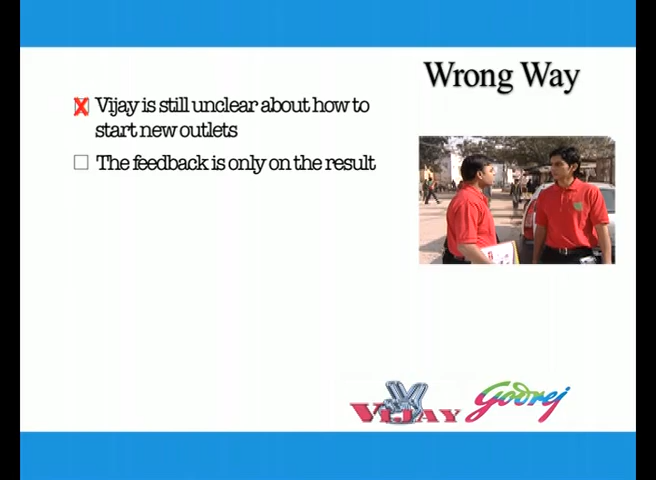 Wrong Way
Vijay is still unclear about how to
start new outlets
The feedback is only on the result
VIJAY
Godrej